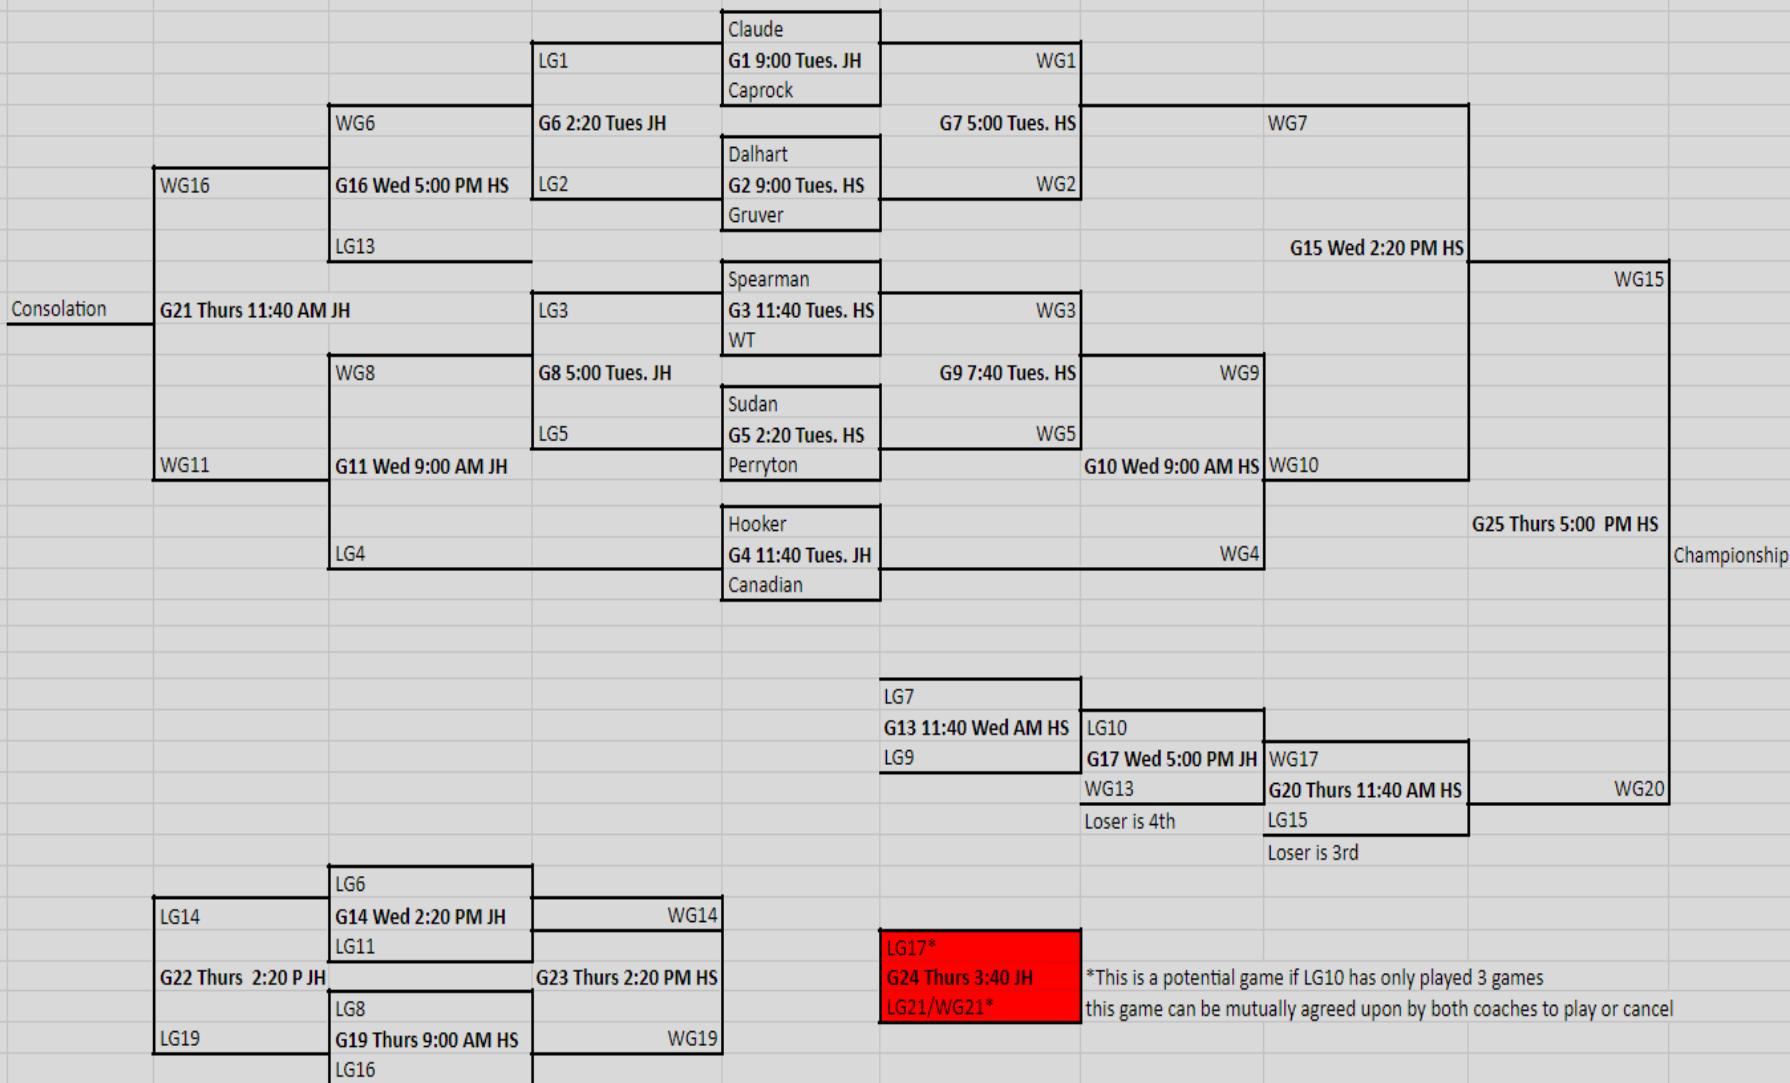 Claude
LG1
G1 9:00 Tues. JH
WG1
Caprock
WG6
G6 2:20 Tues JH
G7 5:00 Tues. HS
WG7
Dalhart
WG16
G16 Wed 5:00 PM HS
LG2
G2 9:00 Tues. HS
WG2
Gruver
LG13
G15 Wed 2:20 PM HS
Spearman
WG15
Consolation
G21 Thurs 11:40 AM JH
LG3
G3 11:40 Tues. HS
WG3
WT
WG8
G8 5:00 Tues. JH
G9 7:40 Tues. HS
WG9
Sudan
LG5
G5 2:20 Tues. HS
WG5
WG11
G11 Wed 9:00 AM JH
Perryton
G10 Wed 9:00 AM HS
WG10
Hooker
G25 Thurs 5:00  PM HS
LG4
G4 11:40 Tues. JH
WG4
Championship
Canadian
LG7
G13 11:40 Wed AM HS
LG10
LG9
G17 Wed 5:00 PM JH
WG17
WG13
G20 Thurs 11:40 AM HS
WG20
Loser is 4th
LG15
Loser is 3rd
LG6
LG14
G14 Wed 2:20 PM JH
WG14
LG11
LG17*
G22 Thurs  2:20 P JH
G23 Thurs 2:20 PM HS
G24 Thurs 3:40 JH
*This is a potential game if LG10 has only played 3 games
LG8
LG21/WG21*
this game can be mutually agreed upon by both coaches to play or cancel
LG19
G19 Thurs 9:00 AM HS
WG19
LG16